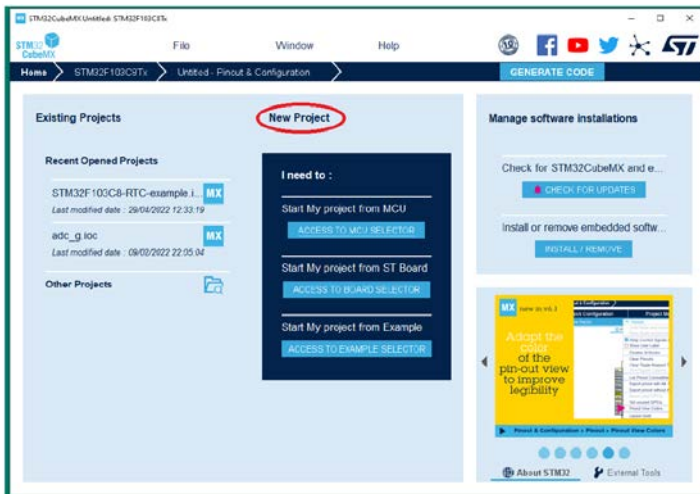 MX STM32CubeMX Untitled: STM32F103C8Tx
STM32
CubeMX
File
Window
Help
Home
STM32F103C8Tx
Untitled - Pinout & Configuration
GENERATE CODE
Existing Projects
Recent Opened Projects
STM32F103C8-RTC-example.i...
MX
Last modified date : 29/04/2022 12:33:19
adc_g.ioc
MX
Last modified date : 09/02/2022 22:05:04
Other Projects
New Project
I need to :
Start My project from MCU
ACCESS TO MCU SELECTOR
Start My project from ST Board
ACCESS TO BOARD SELECTOR
Start My project from Example
ACCESS TO EXAMPLE SELECTOR
Manage software installations
Check for STM32CubeMX and e...
CHECK FOR UPDATES
Install or remove embedded softw...
INSTALL / REMOVE
MX
Adapt the
color
of the
pin-out view
to improve
legibility
Pinout & Configuration > Pinout > Pinout View Colors
About STM32
External Tools